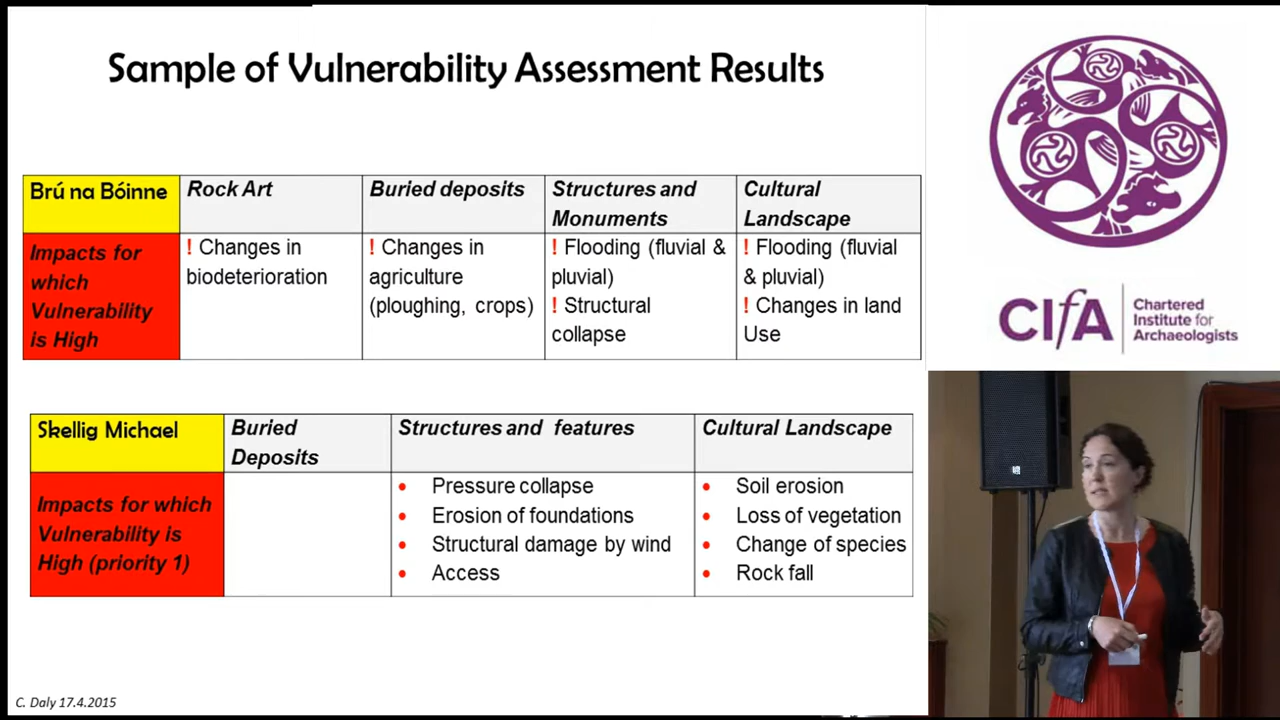 Sample of Vulnerability Assessment Results
Brú na Bóinne
Rock Art
Buried deposits
Structures and
Monuments
Cultural
Landscape
Impacts for
which
Vulnerability
is High
! Changes in
biodeterioration
! Changes in
agriculture
(ploughing, crops)
! Flooding (fluvial &
pluvial)
! Structural
collapse
! Flooding (fluvial
& pluvial)
! Changes in land
Use
Skellig Michael
Buried
Deposits
Structures and features
Cultural Landscape
Impacts for which
Vulnerability is
High (priority 1)
• Pressure collapse
• Erosion of foundations
• Structural damage by wind
• Access
• Soil erosion
• Loss of vegetation
• Change of species
• Rock fall
C. Daly 17.4.2015
CIfA
Chartered
Institute for
Archaeologists